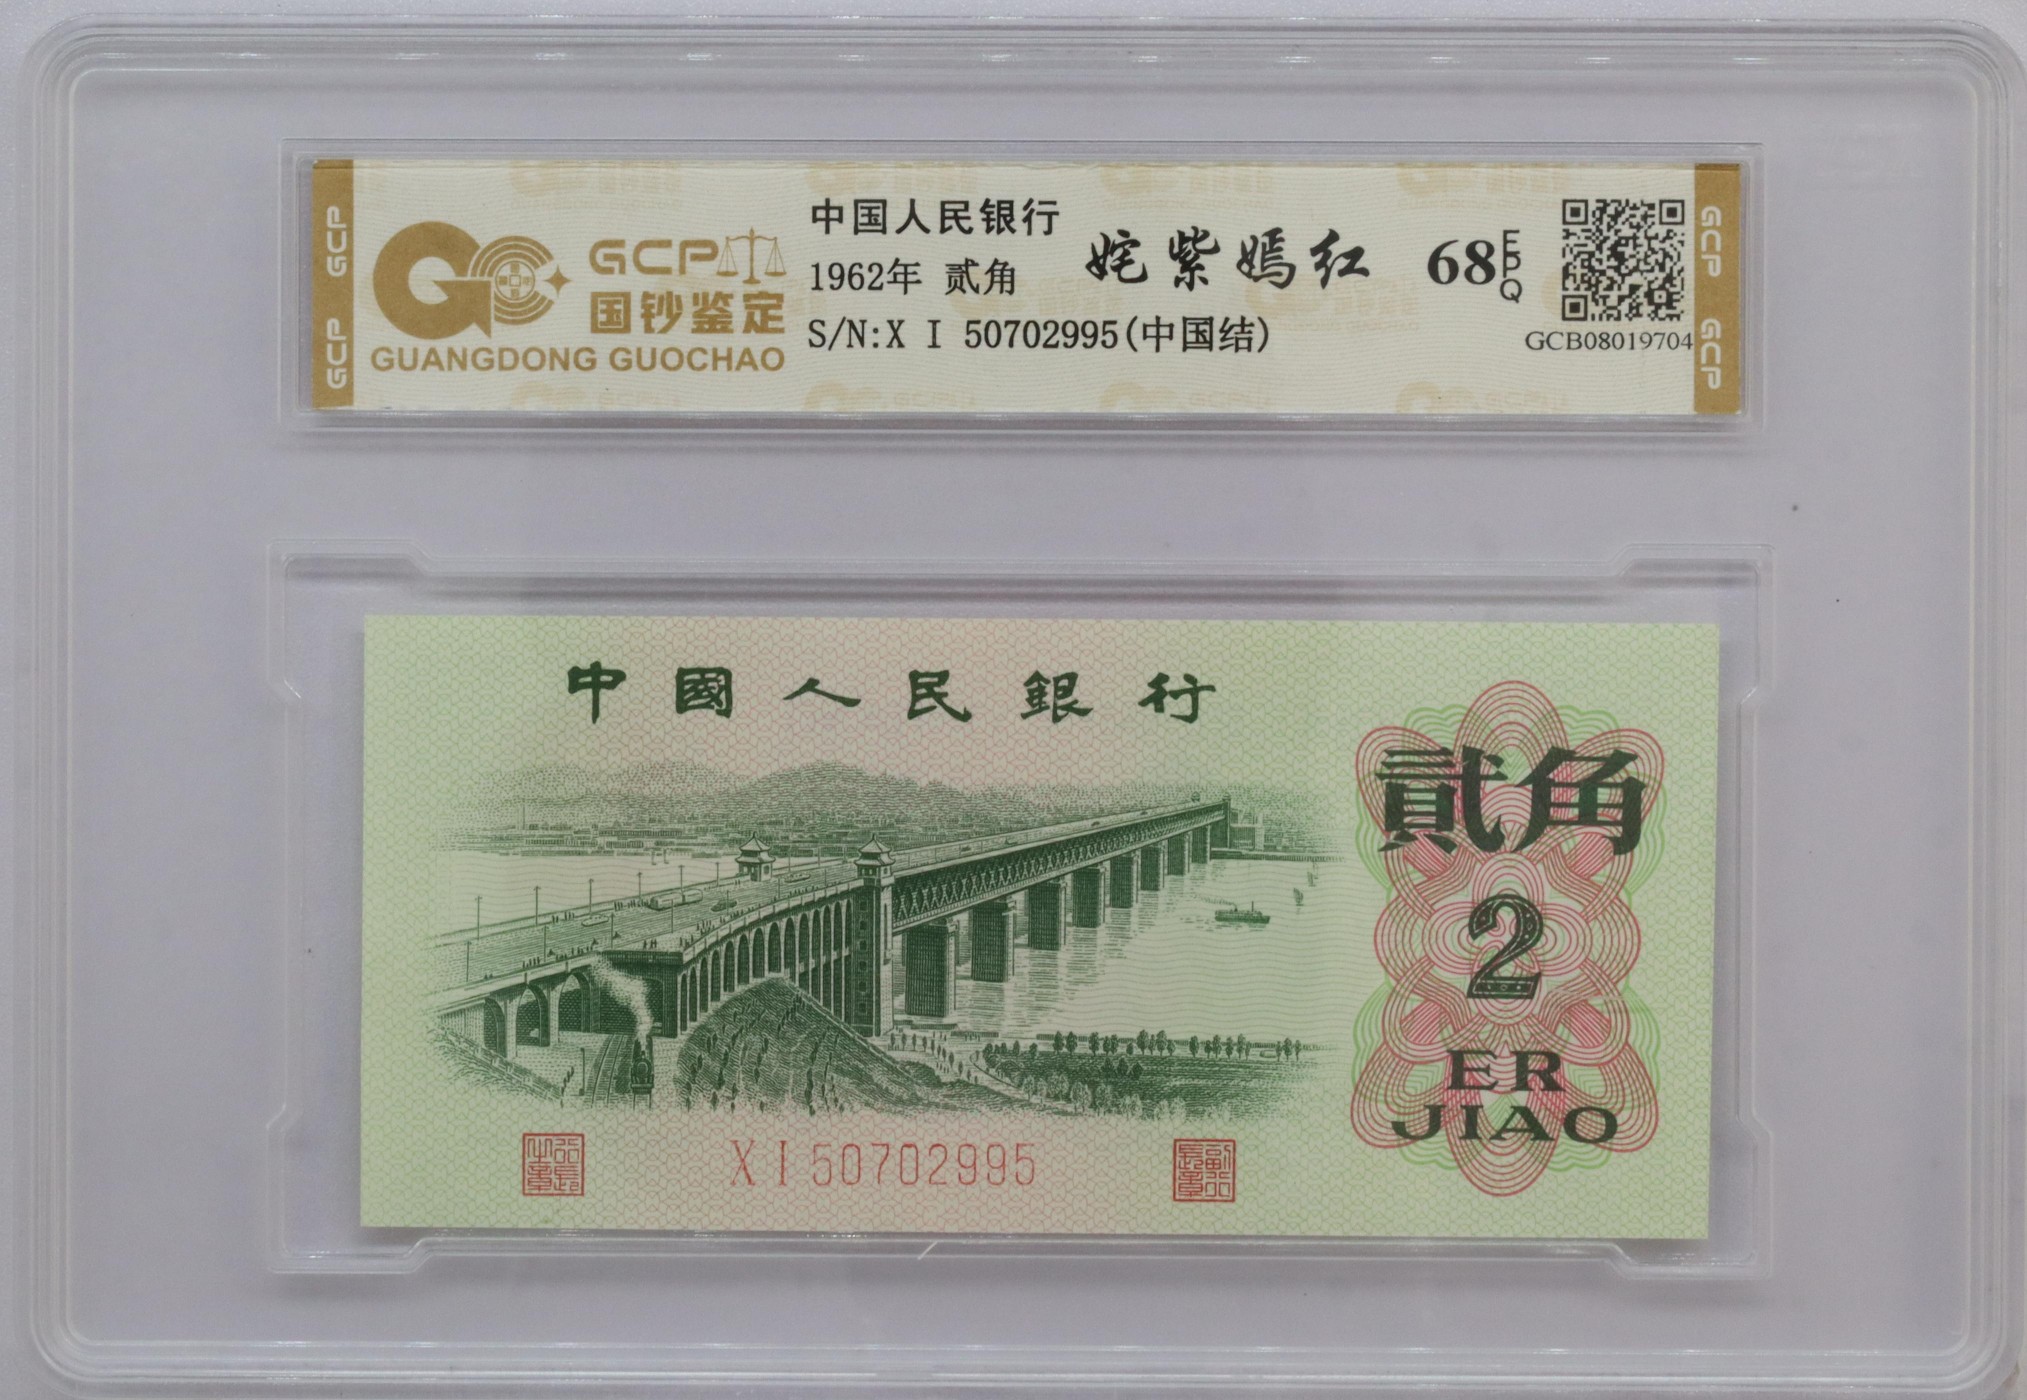 GCP
GCP
GCP
国钞鉴定
GUANGDONG GUOCHAO
中国人民银行
1962年 贰角
S/N:X I 50702995(中国结)
姹紫嫣红
68 EPQ
GCB08019704
GCP
GCP
中國人民銀行
貳角
2
ER
JIAO
X I 50702995